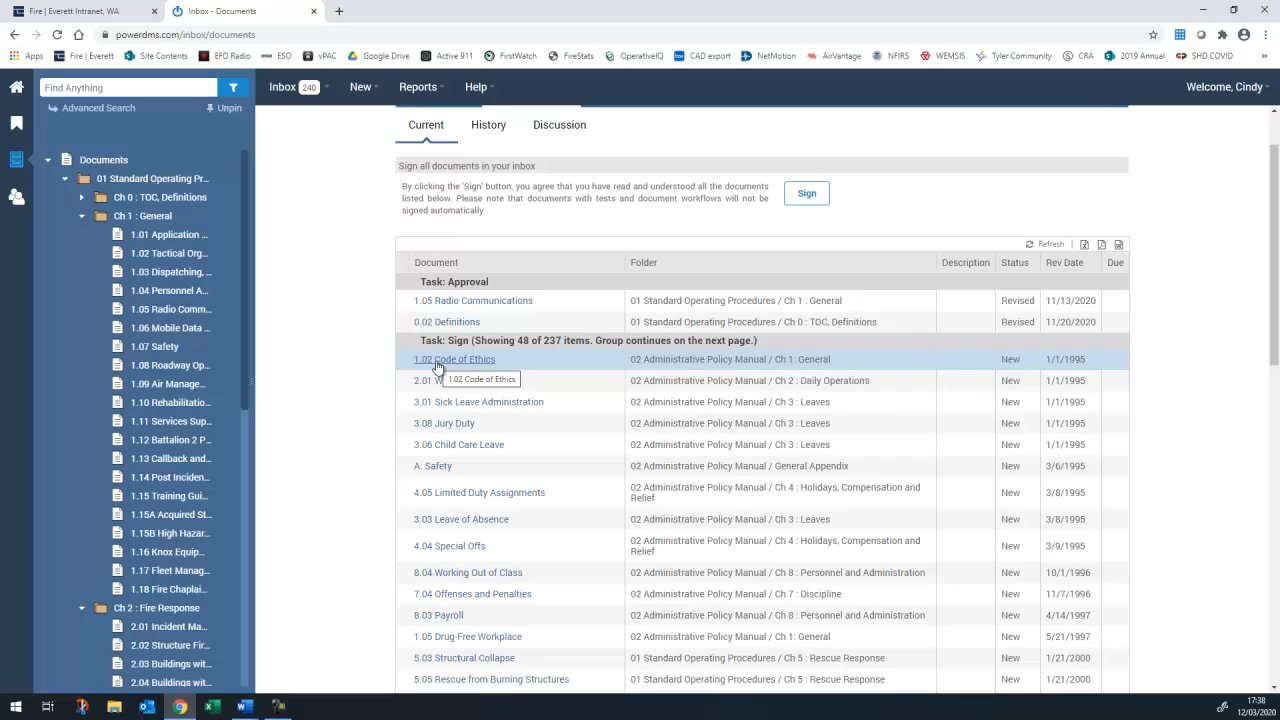 Fire | Everett Intranet, WA
Inbox - Documents
powerdms.com/inbox/documents
Apps
Fire | Everett
Site Contents
EFD Radio
ESO
vPAC
Google Drive
Active 911
FirstWatch
FireStats
OperativeIQ
CAD export
NetMotion
AirVantage
NFIRS
WEMSIS
Tyler Community
CRA
2019 Annual
SHD COVID
Find Anything
Inbox 240 New Reports Help Welcome, Cindy
Advanced Search Unpin
Documents
01 Standard Operating Pr...
Ch 0 : TOC, Definitions
Ch 1 : General
1.01 Application ...
1.02 Tactical Org...
1.03 Dispatching, ...
1.04 Personnel A...
1.05 Radio Comm...
1.06 Mobile Data ...
1.07 Safety
1.08 Roadway Op...
1.09 Air Manage...
1.10 Rehabilitatio...
1.11 Services Sup...
1.12 Battalion 2 P...
1.13 Callback and...
1.14 Post Inciden...
1.15 Training Gui...
1.15A Acquired St...
1.15B High Hazar...
1.16 Knox Equip...
1.17 Fleet Manag...
1.18 Fire Chaplai...
Ch 2 : Fire Response
2.01 Incident Ma...
2.02 Structure Fir...
2.03 Buildings wit...
2.04 Buildings wit...
Current History Discussion
Sign all documents in your inbox
By clicking the 'Sign' button, you agree that you have read and understood all the documents
listed below. Please note that documents with tests and document workflows will not be
signed automatically.
Sign
Refresh |
Document Folder Description Status Rev Date Due
Task: Approval
1.05 Radio Communications 01 Standard Operating Procedures / Ch 1 : General Revised 11/13/2020
0.02 Definitions 01 Standard Operating Procedures / Ch 0 : TOC, Definitions Revised 11/20/2020
Task: Sign (Showing 48 of 237 items. Group continues on the next page.)
1.02 Code of Ethics 02 Administrative Policy Manual / Ch 1: General New 1/1/1995
1.02 Code of Ethics
2.01 02 Administrative Policy Manual / Ch 2 : Daily Operations New 1/1/1995
3.01 Sick Leave Administration 02 Administrative Policy Manual / Ch 3 : Leaves New 1/1/1995
3.08 Jury Duty 02 Administrative Policy Manual / Ch 3 : Leaves New 1/1/1995
3.06 Child Care Leave 02 Administrative Policy Manual / Ch 3 : Leaves New 1/1/1995
A. Safety 02 Administrative Policy Manual / General Appendix New 3/6/1995
4.05 Limited Duty Assignments 02 Administrative Policy Manual / Ch 4 : Holidays, Compensation and New 3/8/1995
Relief
3.03 Leave of Absence 02 Administrative Policy Manual / Ch 3 : Leaves New 3/8/1995
4.04 Special Offs 02 Administrative Policy Manual / Ch 4 : Holidays, Compensation and New 3/9/1995
Relief
8.04 Working Out of Class 02 Administrative Policy Manual / Ch 8 : Personnel and Administration New 10/1/1996
7.04 Offenses and Penalties 02 Administrative Policy Manual / Ch 7 : Discipline New 11/7/1996
8.03 Payroll 02 Administrative Policy Manual / Ch 8 : Personnel and Administration New 4/14/1997
1.05 Drug-Free Workplace 02 Administrative Policy Manual / Ch 1: General New 5/21/1997
5.03 Structural Collapse 01 Standard Operating Procedures / Ch 5 : Rescue Response New 1/21/2000
5.05 Rescue from Burning Structures 01 Standard Operating Procedures / Ch 5 : Rescue Response New 1/21/2000
17:38
12/03/2020